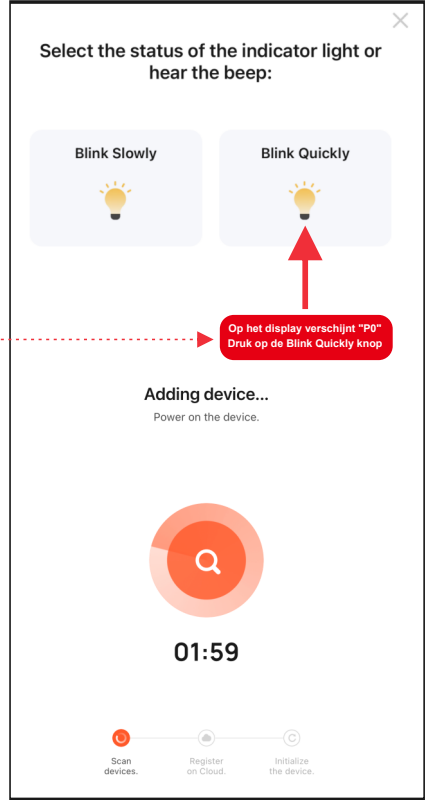 Select the status of the indicator light or
hear the beep:
Blink Slowly
Blink Quickly
Op het display verschijnt "P0"
Druk op de Blink Quickly knop
Adding device...
Power on the device.
01:59
Scan
devices.
Register
on Cloud.
Initialize
the device.